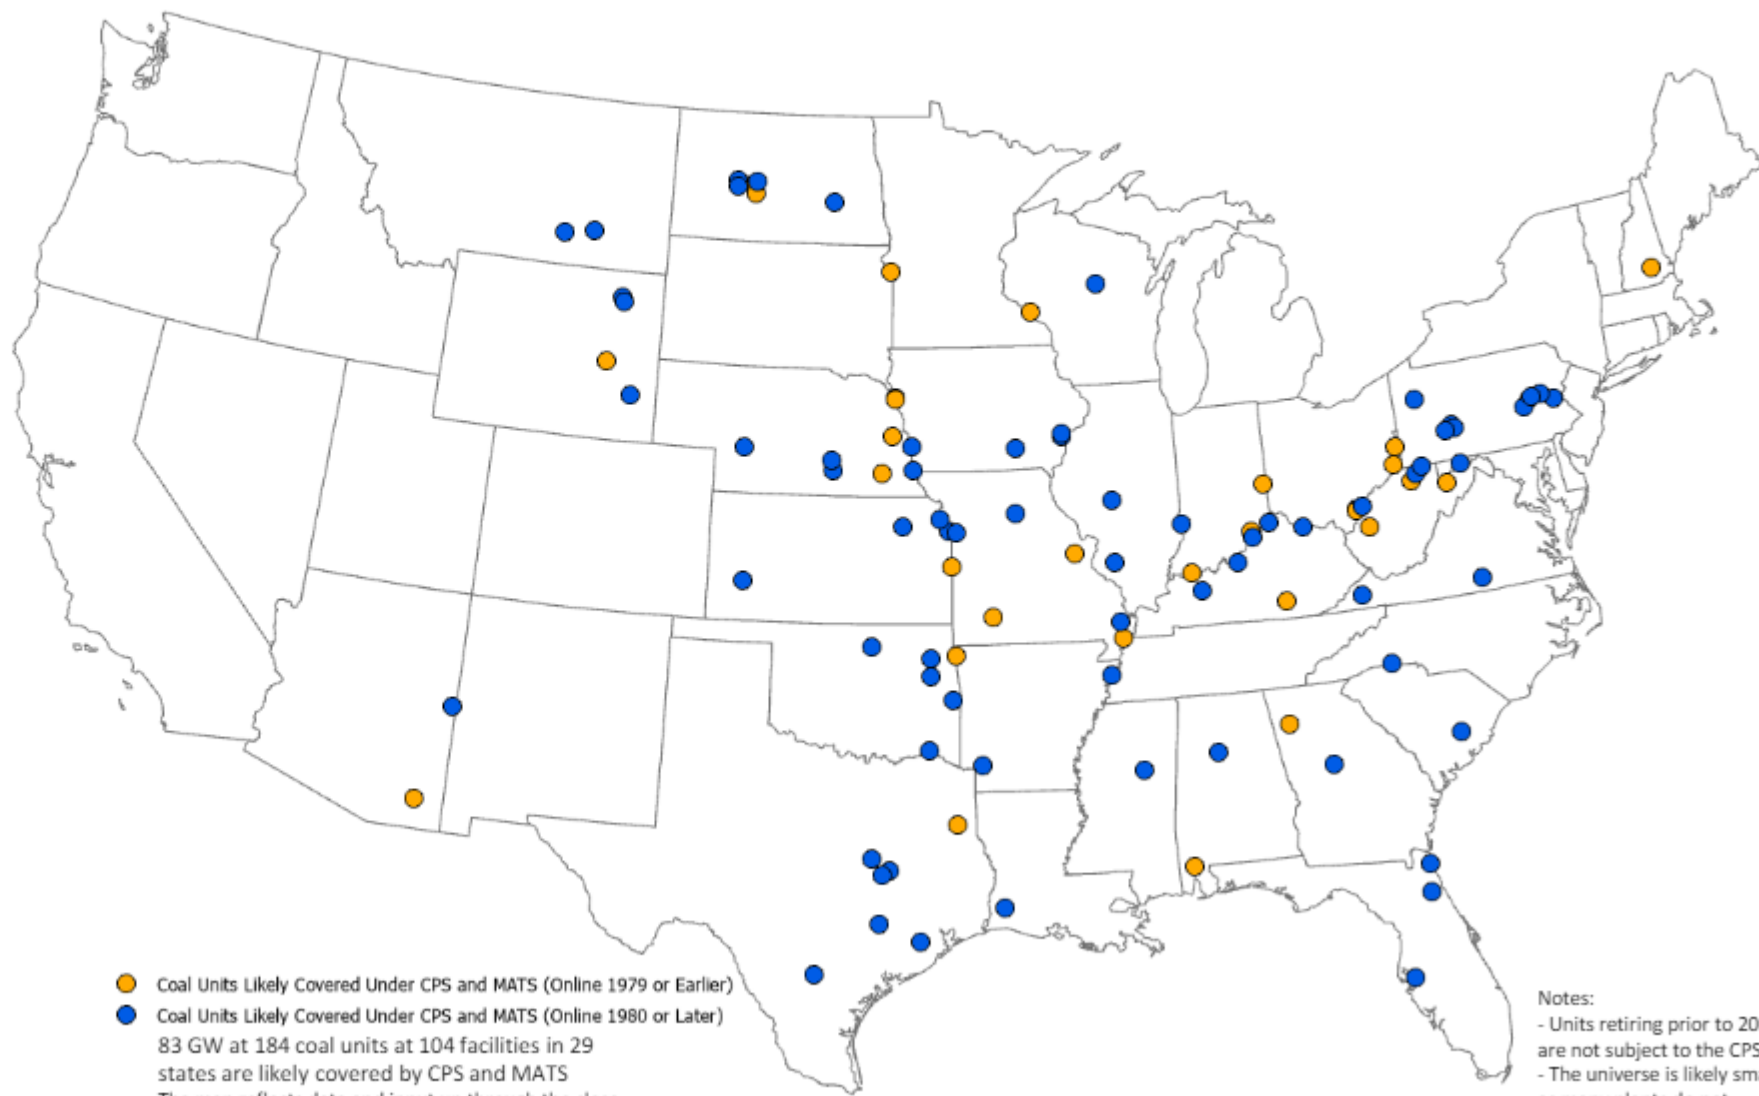 Coal Units Likely Covered Under CPS and MATS (Online 1979 or Earlier)
Coal Units Likely Covered Under CPS and MATS (Online 1980 or Later)
83 GW at 184 coal units at 104 facilities in 29
states are likely covered by CPS and MATS
Notes:
- Units retiring prior to 20
are not subject to the CPS
- The universe is likely sm